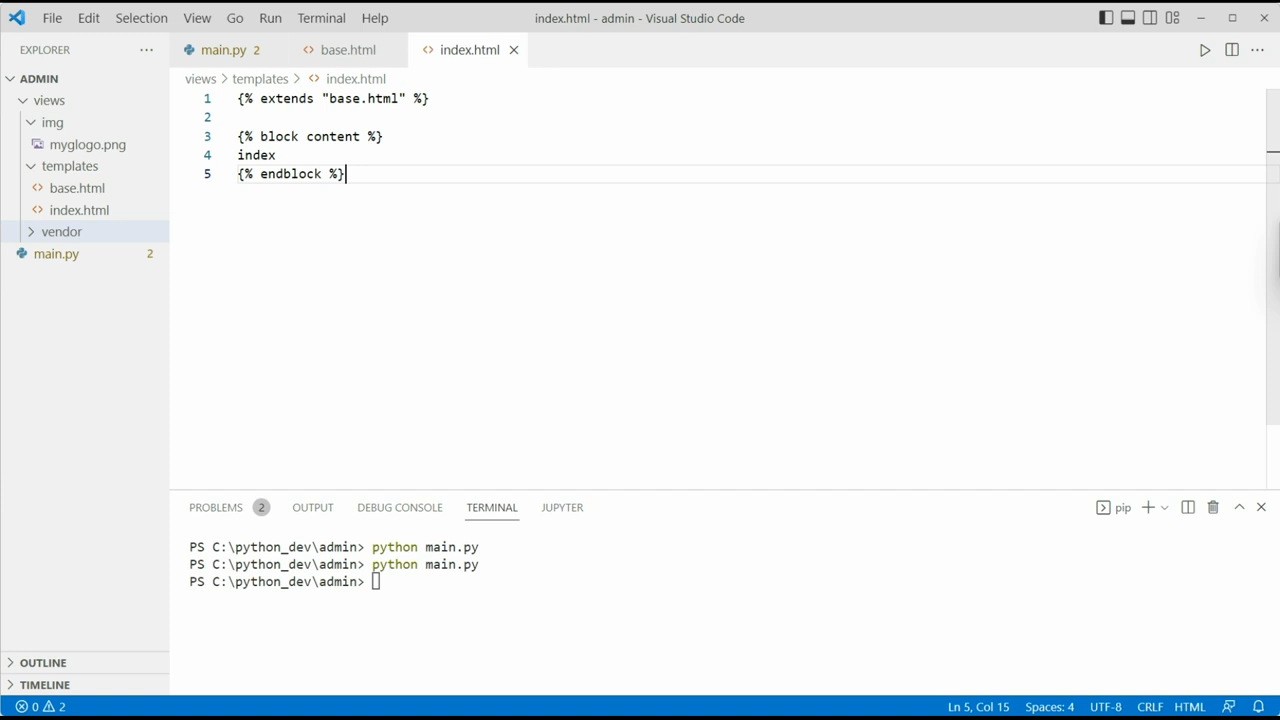 File Edit Selection View Go Run Terminal Help index.html - admin - Visual Studio Code
EXPLORER
ADMIN
views
img
myglogo.png
templates
base.html
index.html
vendor
main.py 2
OUTLINE
TIMELINE
main.py 2 base.html index.html
views > templates > index.html
1 {% extends "base.html" %}
2
3 {% block content %}
4 index
5 {% endblock %}
PROBLEMS 2 OUTPUT DEBUG CONSOLE TERMINAL JUPYTER pip
PS C:\python_dev\admin> python main.py
PS C:\python_dev\admin> python main.py
PS C:\python_dev\admin>
0 2 Ln 5, Col 15 Spaces: 4 UTF-8 CRLF HTML